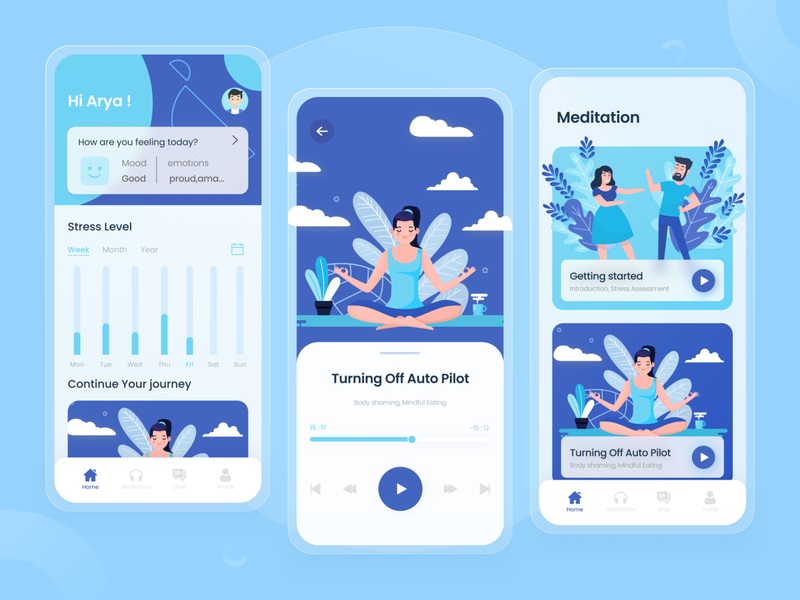 Hi Arya !
How are you feeling today?
Mood
emotions
Good
proud,ama...
Stress Level
Week Month Year
Mon Tue Wed Thu Fri Sat Sun
Continue Your journey
Home Meditation chat Profile
Turning Off Auto Pilot
Body sharning, Mindful Eating
15 : 17
-15 : 12
Meditation
Getting started
Introduction, Stress Assessment
Turning Off Auto Pilot
Body sharning, Mindful Eating
Home Meditation chat Profile